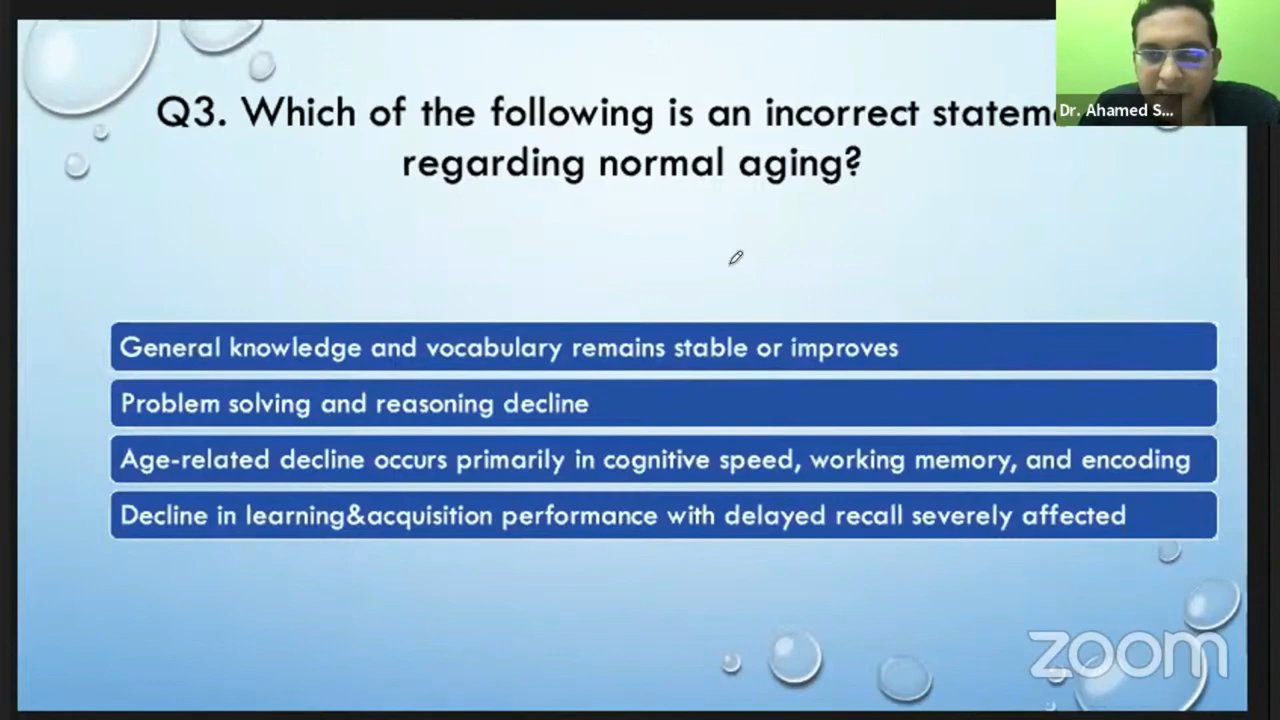 Q3. Which of the following is an incorrect
regarding normal aging?
Dr. Ahamed S...
General knowledge and vocabulary remains stable or improves
Problem solving and reasoning decline
Age-related decline occurs primarily in cognitive speed, working memory, and encoding
Decline in learning&acquisition performance with delayed recall severely affected
zoom